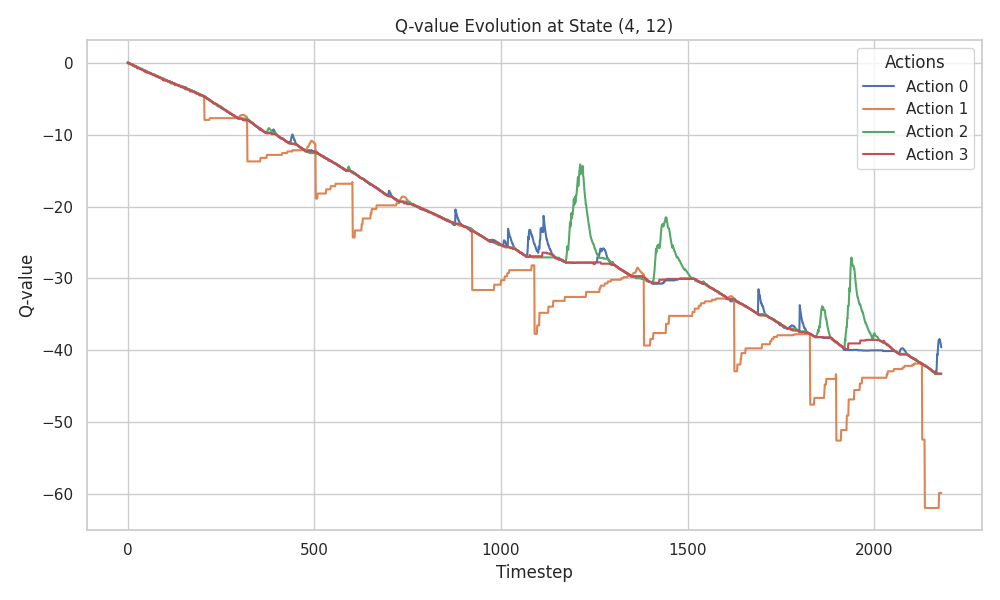 Q-value Evolution at State (4, 12)
Q-value
0
−10
−20
−30
−40
−50
−60
Actions
Action 0
Action 1
Action 2
Action 3
0
500
1000
1500
2000
Timestep